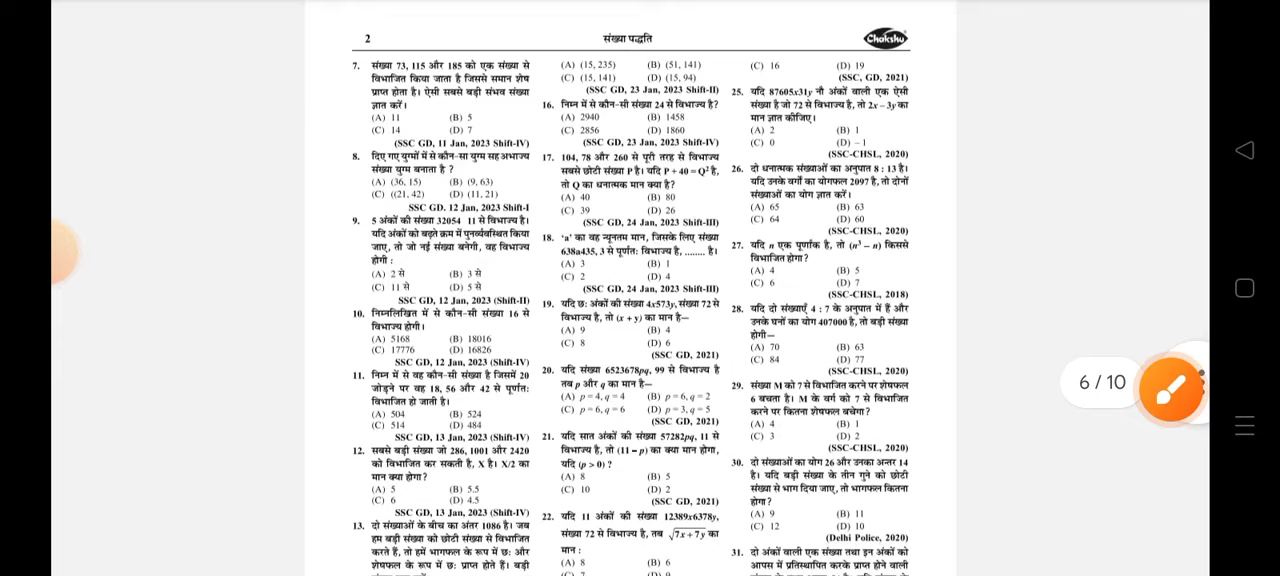 2
संख्या पद्धति
Chakshu
7. संख्या 73, 115 और 185 को एक संख्या से
विभाजित किया जाता है जिससे समान शेष
प्राप्त होता है। ऐसी सबसे बड़ी संभव संख्या
ज्ञात करें।
(A) 11 (B) 5
(C) 14 (D) 7
(SSC GD, 11 Jan, 2023 Shift-IV)
8. दिए गए युग्मों में से कौन-सा युग्म सह अभाज्य
संख्या युग्म बनाता है ?
(A) (36, 15) (B) (9, 63)
(C) ((21, 42) (D) (11, 21)
SSC GD. 12 Jan, 2023 Shift-I
9. 5 अंकों की संख्या 32054 11 से विभाज्य है।
यदि अंकों को बढ़ते क्रम में पुनर्व्यवस्थित किया
जाए, तो जो नई संख्या बनेगी, वह विभाज्य
होगी :
(A) 2 से (B) 3 से
(C) 11 से (D) 5 से
SSC GD, 12 Jan, 2023 (Shift-II)
10. निम्नलिखित में से कौन-सी संख्या 16 से
विभाज्य होगी।
(A) 5168 (B) 18016
(C) 17776 (D) 16826
SSC GD, 12 Jan, 2023 (Shift-IV)
11. निम्न में से वह कौन-सी संख्या है जिसमें 20
जोड़ने पर वह 18, 56 और 42 से पूर्णत:
विभाजित हो जाती है।
(A) 504 (B) 524
(C) 514 (D) 484
SSC GD, 13 Jan, 2023 (Shift-IV)
12. सबसे बड़ी संख्या जो 286, 1001 और 2420
को विभाजित कर सकती है, X है। X/2 का
मान क्या होगा?
(A) 5 (B) 5.5
(C) 6 (D) 4.5
SSC GD, 13 Jan, 2023 (Shift-IV)
13. दो संख्याओं के बीच का अंतर 1086 है। जब
हम बड़ी संख्या को छोटी संख्या से विभाजित
करते हैं, तो हमें भागफल के रूप में छ: और
शेषफल के रूप में छ: प्राप्त होते हैं। बड़ी
(A) (15, 235) (B) (51, 141)
(C) (15, 141) (D) (15, 94)
(SSC GD, 23 Jan, 2023 Shift-II)
16. निम्न में से कौन-सी संख्या 24 से विभाज्य है?
(A) 2940 (B) 1458
(C) 2856 (D) 1860
(SSC GD, 23 Jan, 2023 Shift-IV)
17. 104, 78 और 260 से पूरी तरह से विभाज्य
सबसे छोटी संख्या P है। यदि P + 40 = Q² है,
तो Q का धनात्मक मान क्या है?
(A) 40 (B) 80
(C) 39 (D) 26
(SSC GD, 24 Jan, 2023 Shift-III)
18. ‘a’ का वह न्यूनतम मान, जिसके लिए संख्या
638a435, 3 से पूर्णत: विभाज्य है, ........ है।
(A) 3 (B) 1
(C) 2 (D) 4
(SSC GD, 24 Jan, 2023 Shift-III)
19. यदि छ: अंकों की संख्या 4x573y, संख्या 72 से
विभाज्य है, तो (x + y) का मान है—
(A) 9 (B) 4
(C) 8 (D) 6
(SSC GD, 2021)
20. यदि संख्या 6523678pq, 99 से विभाज्य है
तब p और q का मान है—
(A) p = 4, q = 4 (B) p = 6, q = 2
(C) p = 6, q = 6 (D) p = 3, q = 5
(SSC GD, 2021)
21. यदि सात अंकों की संख्या 57282pq, 11 से
विभाज्य है, तो (11 – p) का क्या मान होगा,
यदि (p > 0) ?
(A) 8 (B) 5
(C) 10 (D) 2
(SSC GD, 2021)
22. यदि 11 अंकों की संख्या 12389x6378y,
संख्या 72 से विभाज्य है, तब √7x + 7y का
मान :
(A) 8 (B) 6
(C) 7 (D) 9
(C) 16 (D) 19
(SSC, GD, 2021)
25. यदि 87605x31y नौ अंकों वाली एक ऐसी
संख्या है जो 72 से विभाज्य है, तो 2x – 3y का
मान ज्ञात कीजिए।
(A) 2 (B) 1
(C) 0 (D) – 1
(SSC-CHSL, 2020)
26. दो धनात्मक संख्याओं का अनुपात 8 : 13 है।
यदि उनके वर्गों का योगफल 2097 है, तो दोनों
संख्याओं का योग ज्ञात करें।
(A) 65 (B) 63
(C) 64 (D) 60
(SSC-CHSL, 2020)
27. यदि n एक पूर्णांक है, तो (n³ – n) किससे
विभाजित होगा?
(A) 4 (B) 5
(C) 6 (D) 7
(SSC-CHSL, 2018)
28. यदि दो संख्याएँ 4 : 7 के अनुपात में हैं और
उनके घनों का योग 407000 है, तो बड़ी संख्या
होगी—
(A) 70 (B) 63
(C) 84 (D) 77
(SSC-CHSL, 2020)
29. संख्या M को 7 से विभाजित करने पर शेषफल
6 बचता है। M के वर्ग को 7 से विभाजित
करने पर कितना शेषफल बचेगा?
(A) 4 (B) 1
(C) 3 (D) 2
(SSC-CHSL, 2020)
30. दो संख्याओं का योग 26 और उनका अन्तर 14
है। यदि बड़ी संख्या के तीन गुने को छोटी
संख्या से भाग दिया जाए, तो भागफल कितना
होगा?
(A) 9 (B) 11
(C) 12 (D) 10
(Delhi Police, 2020)
31. दो अंकों वाली एक संख्या तथा इन अंकों को
आपस में प्रतिस्थापित करके प्राप्त होने वाली
6 / 10